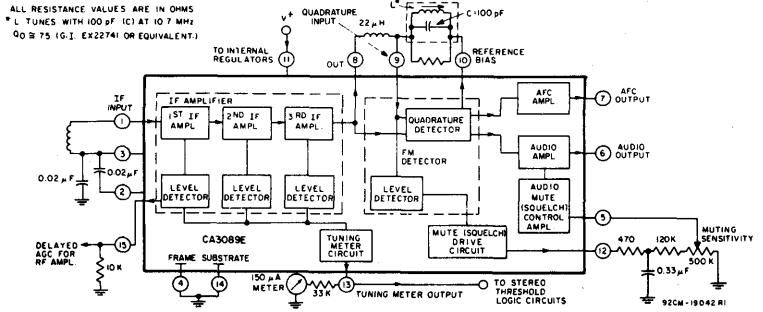 ALL RESISTANCE VALUES ARE IN OHMS
* L TUNES WITH 100 pF (C) AT 10.7 MHz
Q₀ ≅ 75 (G.I. EX22741 OR EQUIVALENT.)
QUADRATURE
INPUT
L*
C=100 pF
V+
22 μH
TO INTERNAL
REGULATORS
11
OUT
8
9
10
REFERENCE
BIAS
IF
INPUT
1
3
2
0.02 μF
0.02 μF
IF AMPLIFIER
1ST IF
AMPL
2ND IF
AMPL
3RD IF
AMPL.
LEVEL
DETECTOR
LEVEL
DETECTOR
LEVEL
DETECTOR
QUADRATURE
DETECTOR
FM
DETECTOR
LEVEL
DETECTOR
AFC
AMPL
7
AFC
OUTPUT
AUDIO
AMPL
6
AUDIO
OUTPUT
AUDIO
MUTE
(SQUELCH)
CONTROL
AMPL
5
MUTING
SENSITIVITY
DELAYED
AGC FOR
RF AMPL.
15
10K
CA3089E
FRAME SUBSTRATE
4
14
TUNING
METER
CIRCUIT
MUTE (SQUELCH)
DRIVE
CIRCUIT
12
470
120K
500 K
0.33 μF
150 μA
METER
33K
13
TUNING METER OUTPUT
TO STEREO
THRESHOLD
LOGIC CIRCUITS
92CM-19042 R1